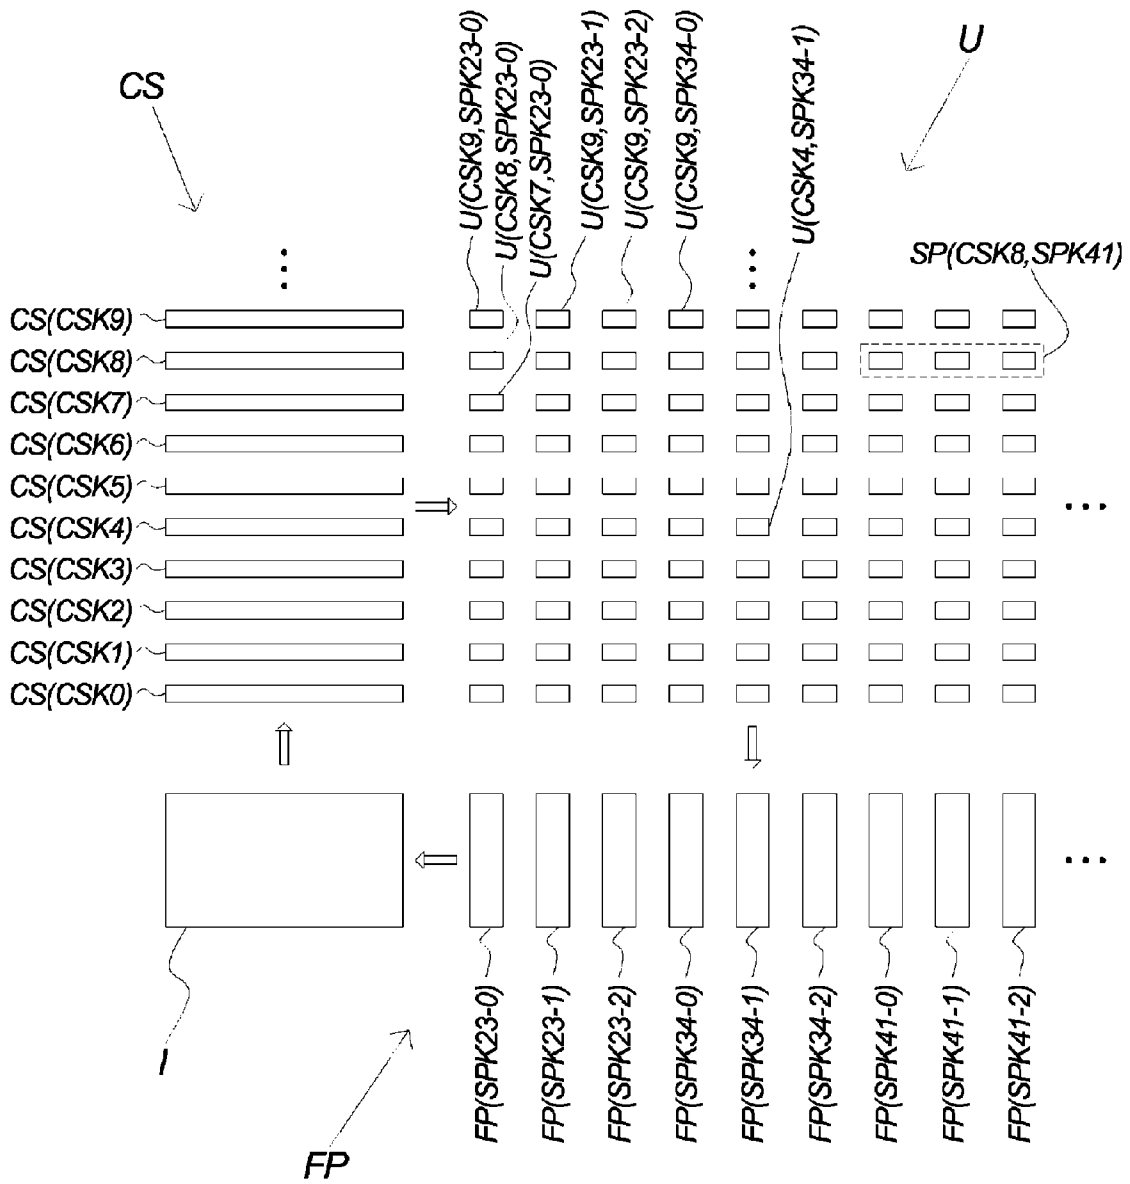 CS
U
U(CSK9,SPK23-0)
U(CSK8,SPK23-0)
U(CSK7,SPK23-0)
U(CSK9,SPK23-1)
U(CSK9,SPK23-2)
U(CSK9,SPK34-0)
U(CSK4,SPK34-1)
SP(CSK8,SPK41)
CS(CSK9)
CS(CSK8)
CS(CSK7)
CS(CSK6)
CS(CSK5)
CS(CSK4)
CS(CSK3)
CS(CSK2)
CS(CSK1)
CS(CSK0)
I
FP
FP(SPK23-0)
FP(SPK23-1)
FP(SPK23-2)
FP(SPK34-0)
FP(SPK34-1)
FP(SPK34-2)
FP(SPK41-0)
FP(SPK41-1)
FP(SPK41-2)